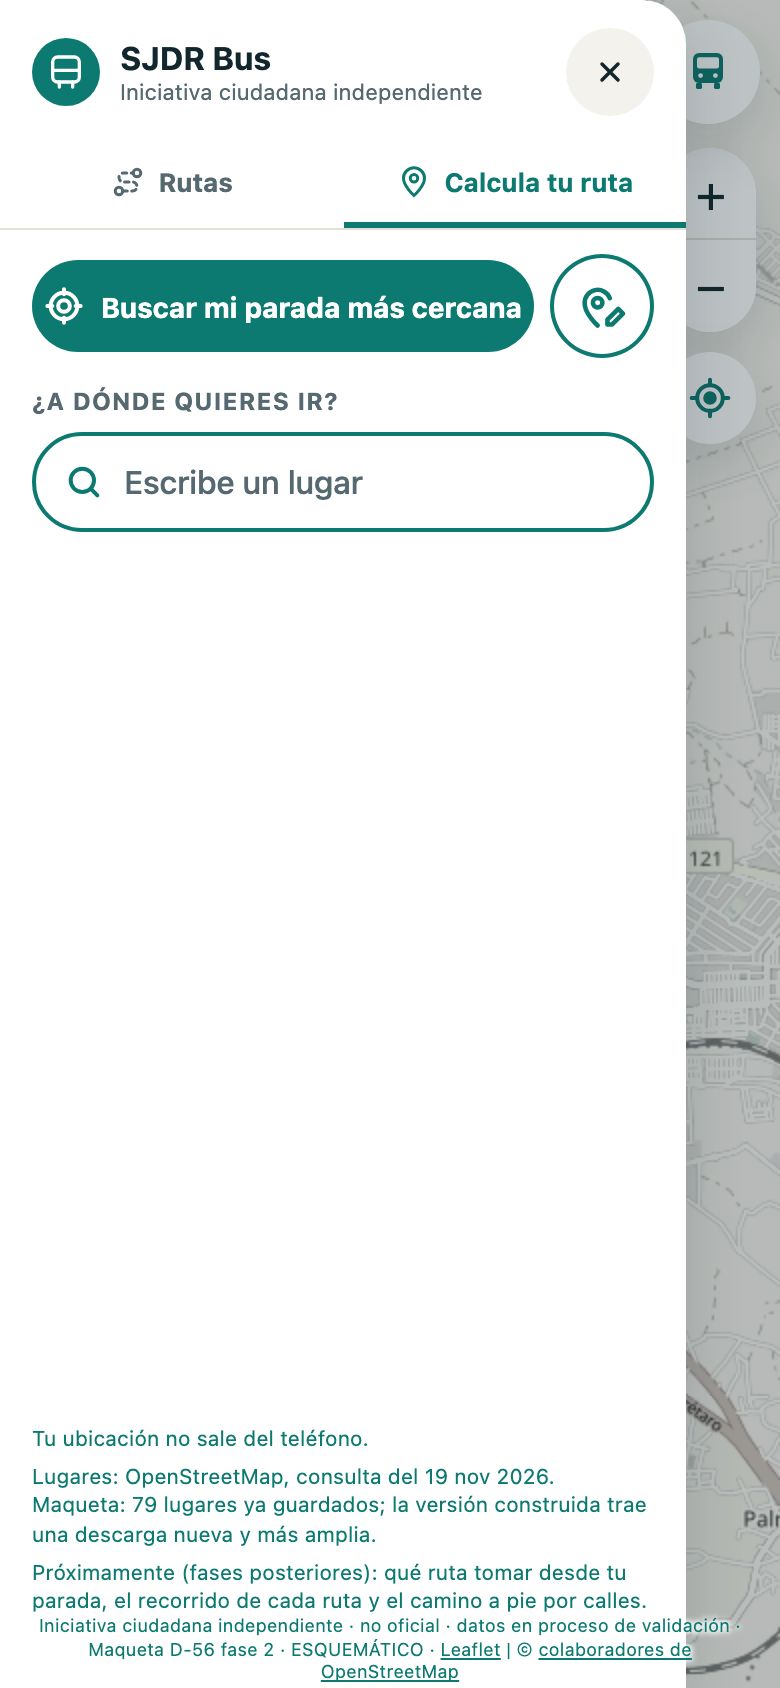 SJDR Bus
Iniciativa ciudadana independiente
Rutas
Calcula tu ruta
Buscar mi parada más cercana
¿A DÓNDE QUIERES IR?
Escribe un lugar
121
Tu ubicación no sale del teléfono.
Lugares: OpenStreetMap, consulta del 19 nov 2026.
Maqueta: 79 lugares ya guardados; la versión construida trae
una descarga nueva y más amplia.
Próximamente (fases posteriores): qué ruta tomar desde tu
parada, el recorrido de cada ruta y el camino a pie por calles.
Iniciativa ciudadana independiente · no oficial · datos en proceso de validación ·
Maqueta D-56 fase 2 · ESQUEMÁTICO · Leaflet | © colaboradores de
OpenStreetMap